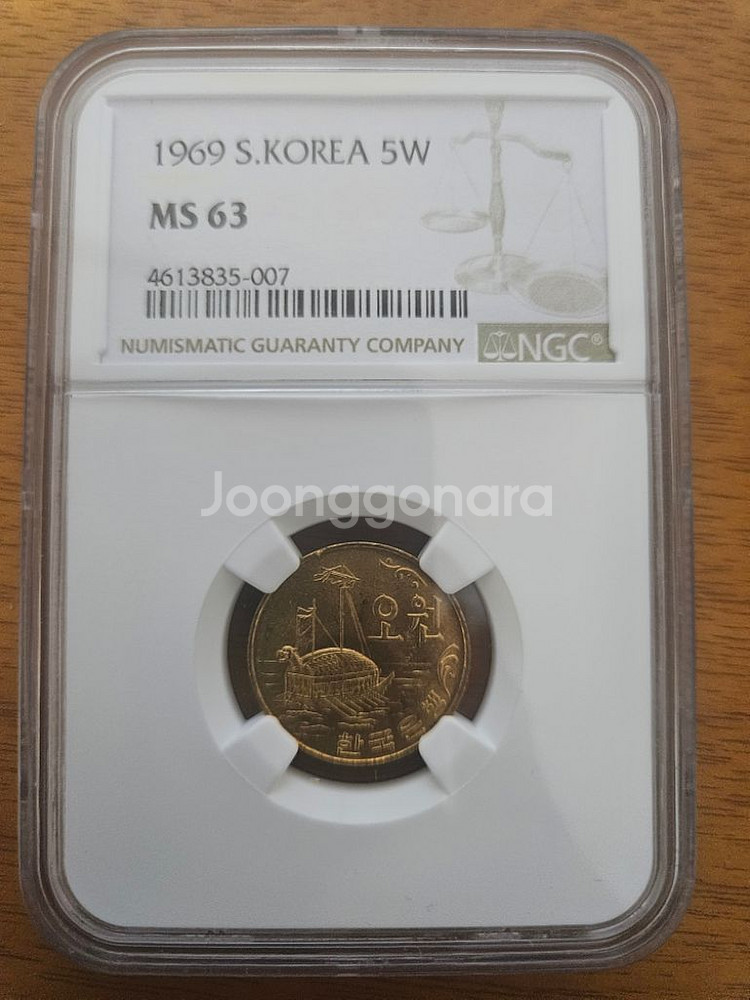 1969 S.KOREA 5W
MS 63
4613835-007
NUMISMATIC GUARANTY COMPANY
NGC®
Joonggonara
오원
한국은행